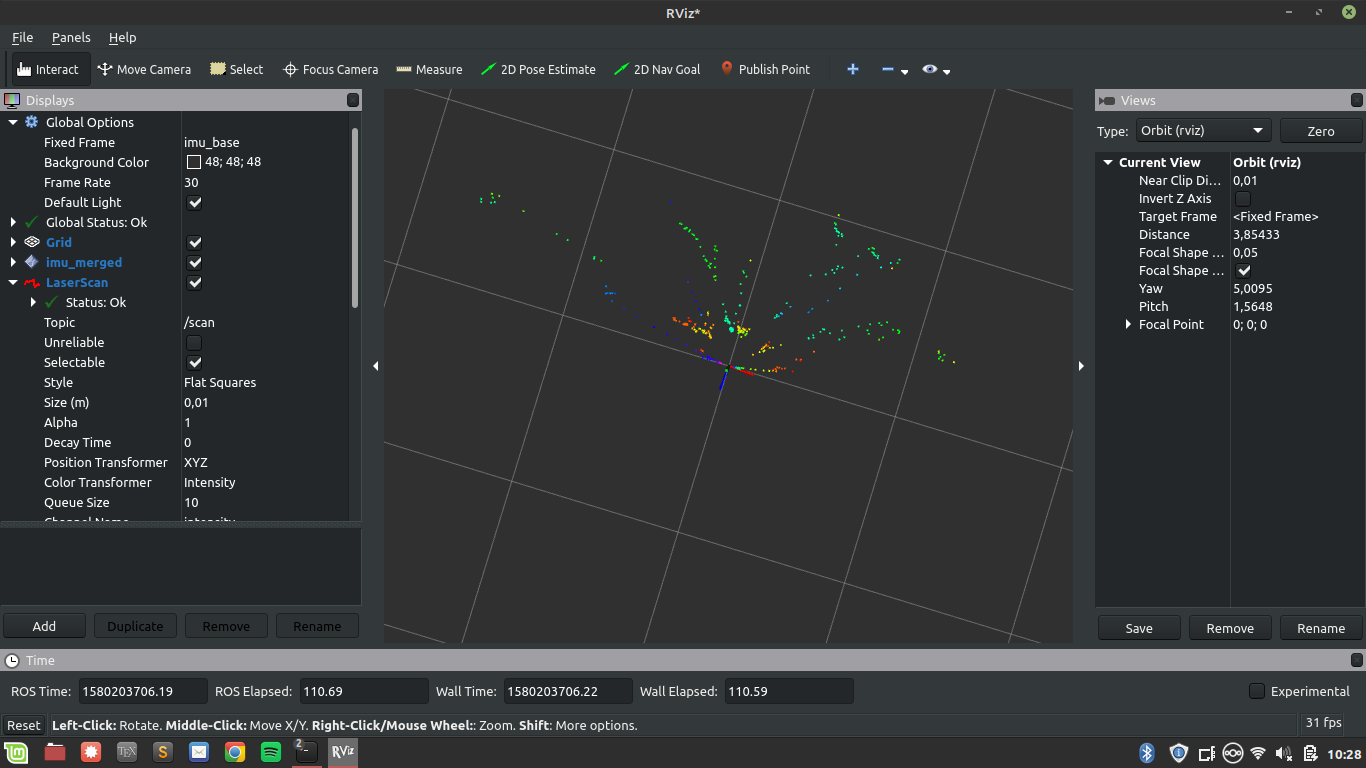 RViz*
File Panels Help
Interact Move Camera Select Focus Camera Measure 2D Pose Estimate 2D Nav Goal Publish Point
Displays
Global Options
Fixed Frame imu_base
Background Color 48; 48; 48
Frame Rate 30
Default Light
Global Status: Ok
Grid
imu_merged
LaserScan
Status: Ok
Topic /scan
Unreliable
Selectable
Style Flat Squares
Size (m) 0,01
Alpha 1
Decay Time 0
Position Transformer XYZ
Color Transformer Intensity
Queue Size 10
Channel Name intensity
Add Duplicate Remove Rename
Views
Type: Orbit (rviz) Zero
Current View Orbit (rviz)
Near Clip Di... 0,01
Invert Z Axis
Target Frame <Fixed Frame>
Distance 3,85433
Focal Shape ... 0,05
Focal Shape ...
Yaw 5,0095
Pitch 1,5648
Focal Point 0; 0; 0
Save Remove Rename
Time
ROS Time: 1580203706.19 ROS Elapsed: 110.69 Wall Time: 1580203706.22 Wall Elapsed: 110.59 Experimental
Reset Left-Click: Rotate. Middle-Click: Move X/Y. Right-Click/Mouse Wheel:: Zoom. Shift: More options. 31 fps
TEX S 2 RViz 10:28